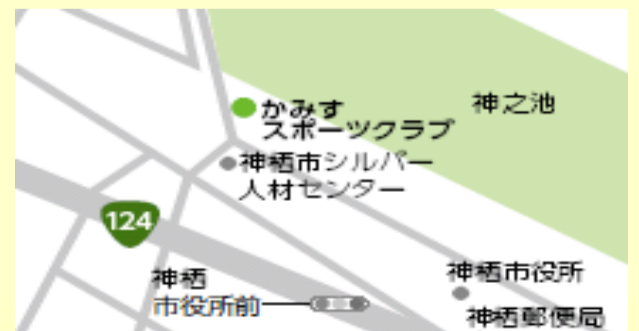 かみす
スポーツクラブ
神之池
神栖市シルバー
人材センター
124
神栖
市役所前
神栖市役所
神栖郵便局